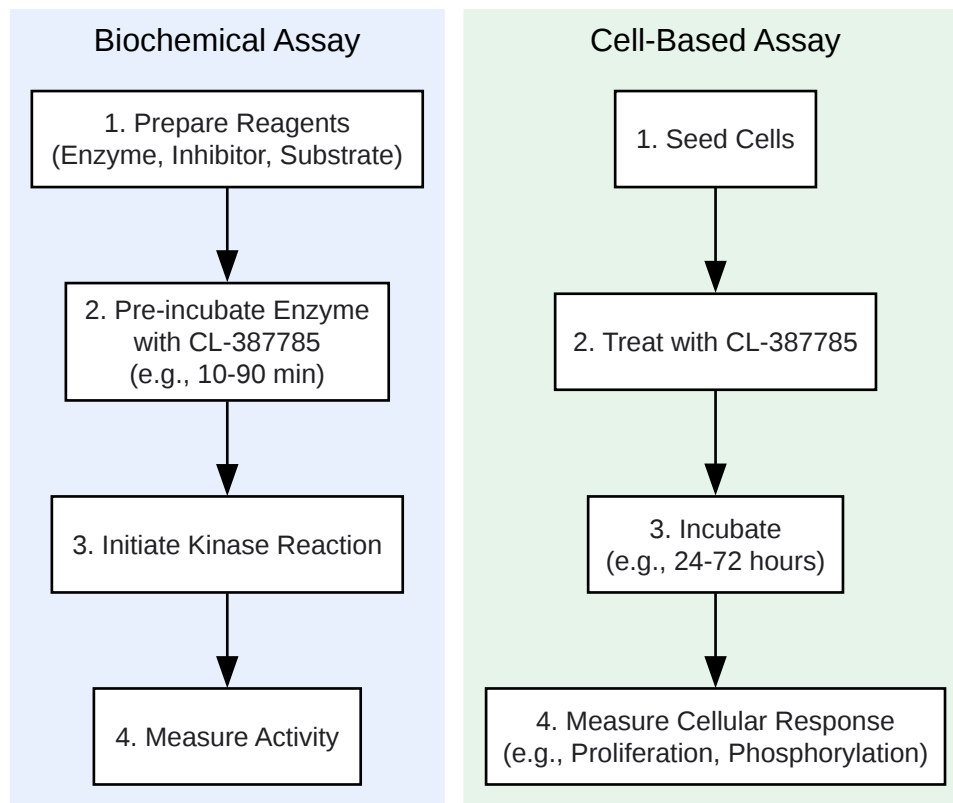 Biochemical Assay
1. Prepare Reagents
(Enzyme, Inhibitor, Substrate)
2. Pre-incubate Enzyme
with CL-387785
(e.g., 10-90 min)
3. Initiate Kinase Reaction
4. Measure Activity
Cell-Based Assay
1. Seed Cells
2. Treat with CL-387785
3. Incubate
(e.g., 24-72 hours)
4. Measure Cellular Response
(e.g., Proliferation, Phosphorylation)